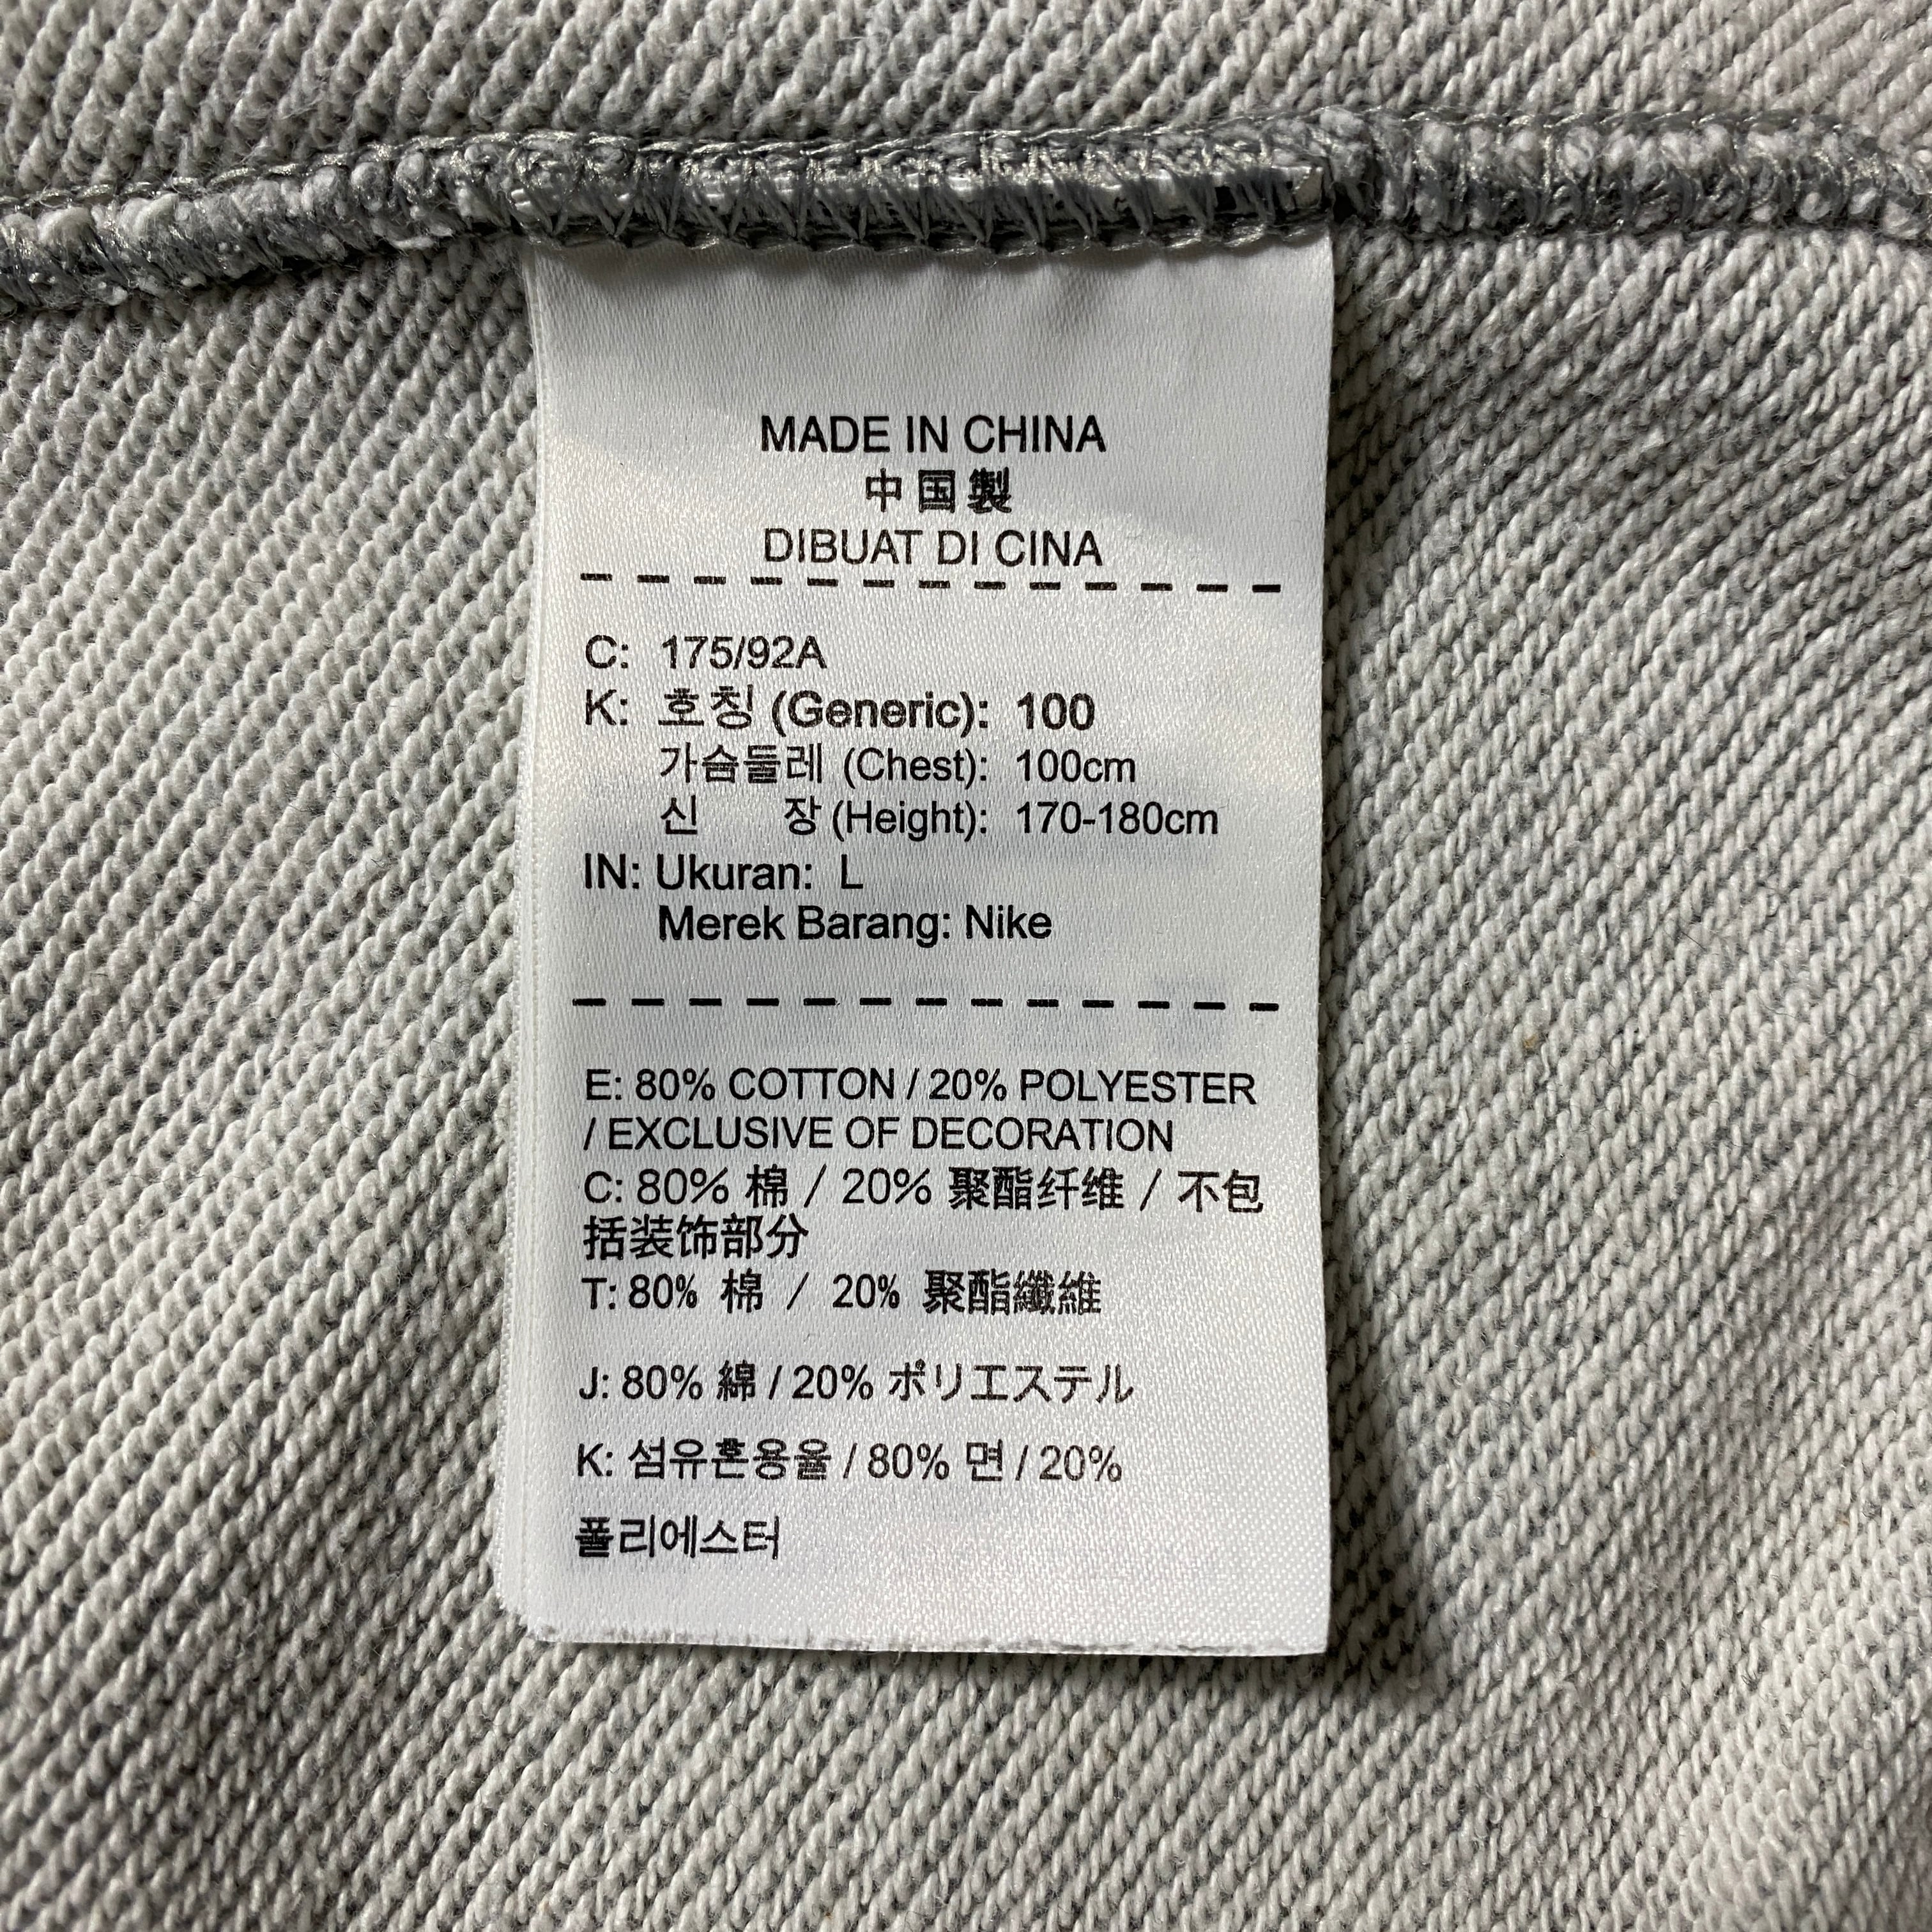 MADE IN CHINA
中国製
DIBUAT DI CINA
C: 175/92A
K: 호칭 (Generic): 100
가슴둘레 (Chest): 100cm
신 장 (Height): 170-180cm
IN: Ukuran: L
Merek Barang: Nike
E: 80% COTTON / 20% POLYESTER
/ EXCLUSIVE OF DECORATION
C: 80% 棉 / 20% 聚酯纤维 / 不包
括装饰部分
T: 80% 棉 / 20% 聚酯纖維
J: 80% 綿 / 20% ポリエステル
K: 섬유혼용율 / 80% 면 / 20%
폴리에스터